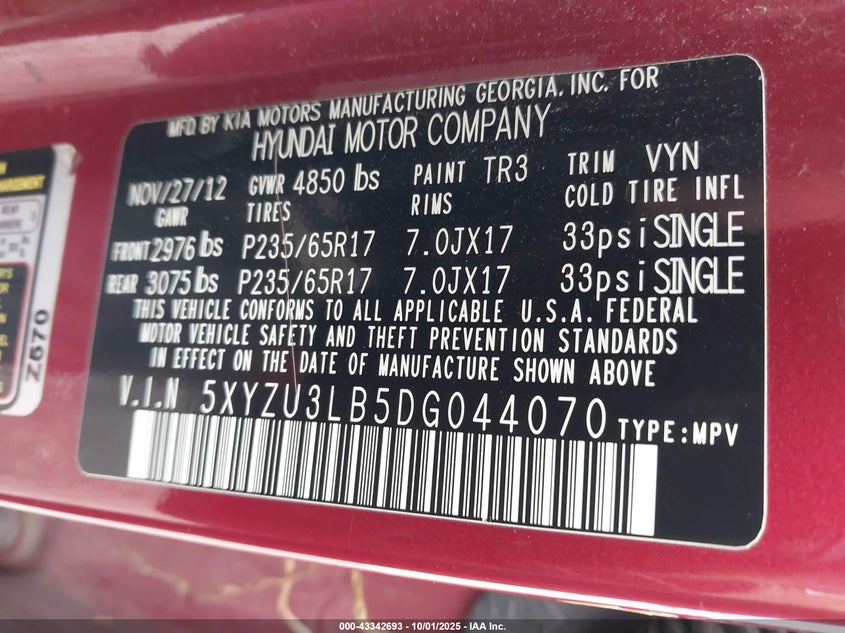 MFD BY KIA MOTORS MANUFACTURING GEORGIA, INC. FOR
HYUNDAI MOTOR COMPANY
NOV/27/12 GVWR 4850 lbs PAINT TR3 TRIM VYN
GAWR TIRES RIMS COLD TIRE INFL
FRONT 2976 lbs P235/65R17 7.0JX17 33psi SINGLE
REAR 3075 lbs P235/65R17 7.0JX17 33psi SINGLE
THIS VEHICLE CONFORMS TO ALL APPLICABLE U.S.A. FEDERAL
MOTOR VEHICLE SAFETY AND THEFT PREVENTION STANDARDS
IN EFFECT ON THE DATE OF MANUFACTURE SHOWN ABOVE
V.I.N 5XYZU3LB5DG044070 TYPE:MPV
Z670
000-43342693 - 10/01/2025 - IAA Inc.